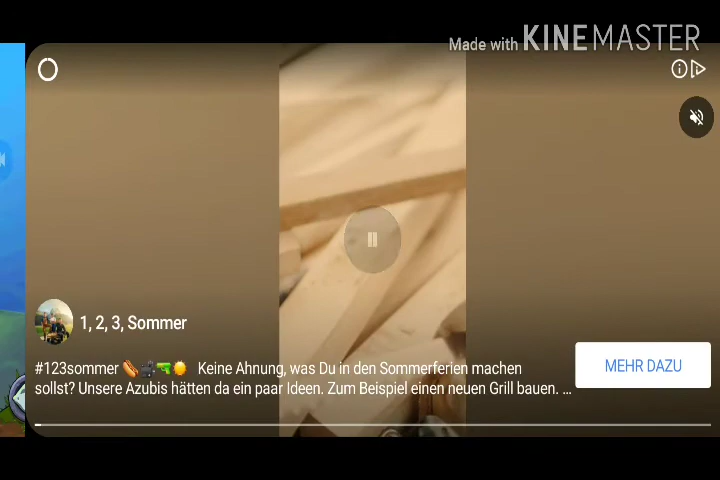 Made with KINEMASTER
1, 2, 3, Sommer
#123sommer 🌭🎥🔫☀️ Keine Ahnung, was Du in den Sommerferien machen
sollst? Unsere Azubis hätten da ein paar Ideen. Zum Beispiel einen neuen Grill bauen. ...
MEHR DAZU